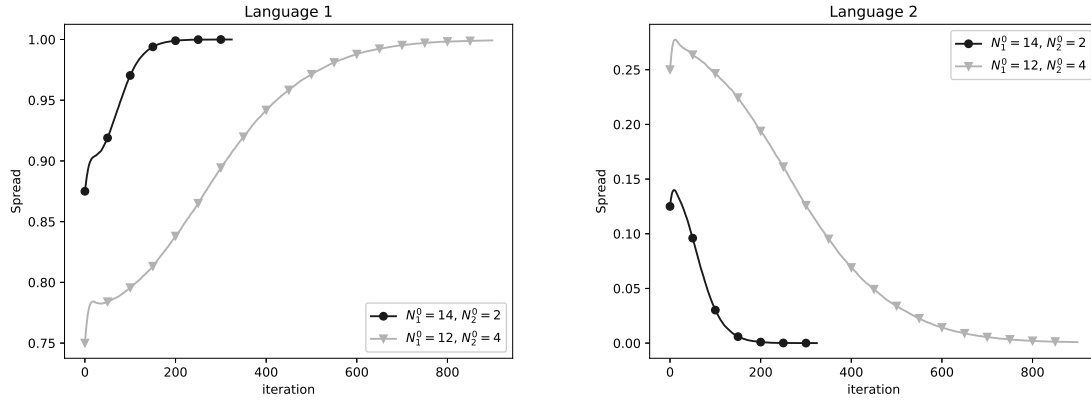 Language 1
1.00
0.95
0.90
0.85
0.80
0.75
Spread
0 200 400 600 800
iteration
N₁⁰ = 14, N₂⁰ = 2
N₁⁰ = 12, N₂⁰ = 4
Language 2
0.25
0.20
0.15
0.10
0.05
0.00
Spread
0 200 400 600 800
iteration
N₁⁰ = 14, N₂⁰ = 2
N₁⁰ = 12, N₂⁰ = 4